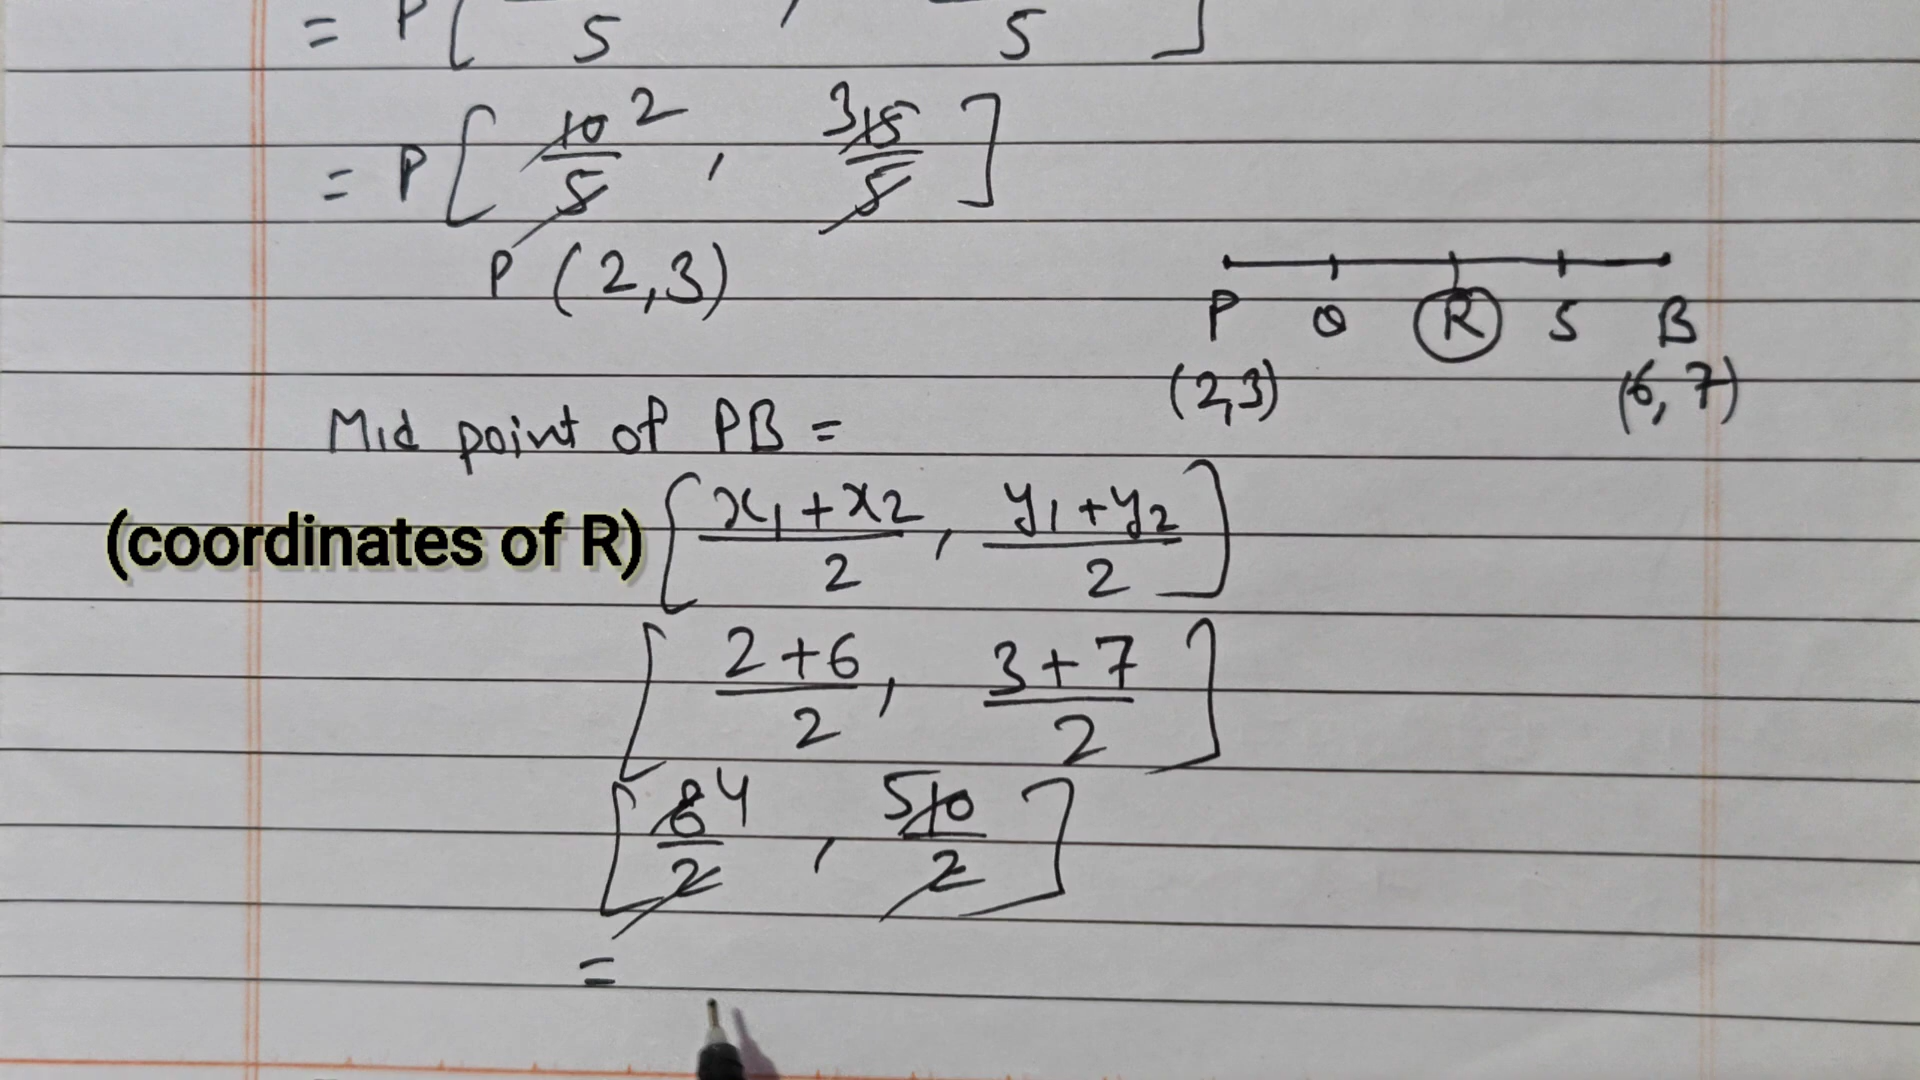 = P[ /5 , /5 ]
= P[ 10/5 2 , 3 15/5 ]
P (2,3)
P Q R S B
(2,3) (6,7)
Mid point of PB =
(coordinates of R) [ x₁+x₂/2 , y₁+y₂/2 ]
[ 2+6/2 , 3+7/2 ]
[ 8/2 4 , 5 10/2 ]
=